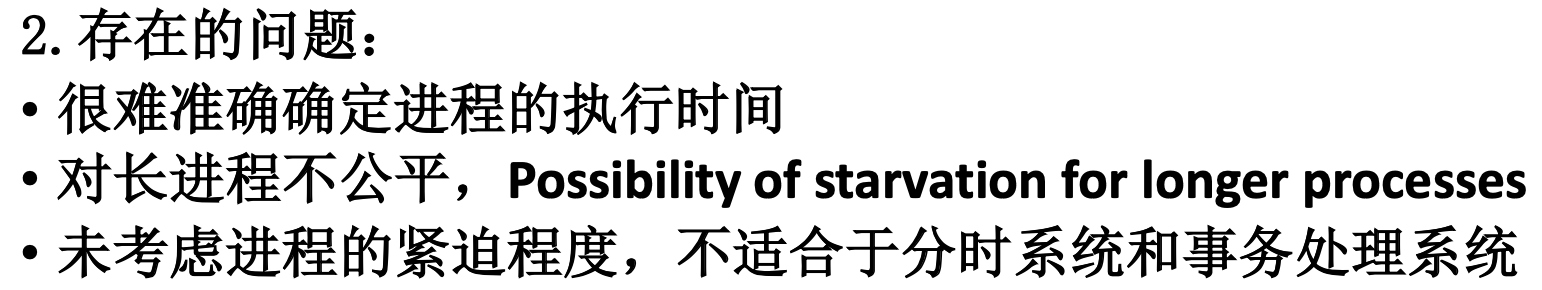 2. 存在的问题：
• 很难准确确定进程的执行时间
• 对长进程不公平，Possibility of starvation for longer processes
• 未考虑进程的紧迫程度，不适合于分时系统和事务处理系统